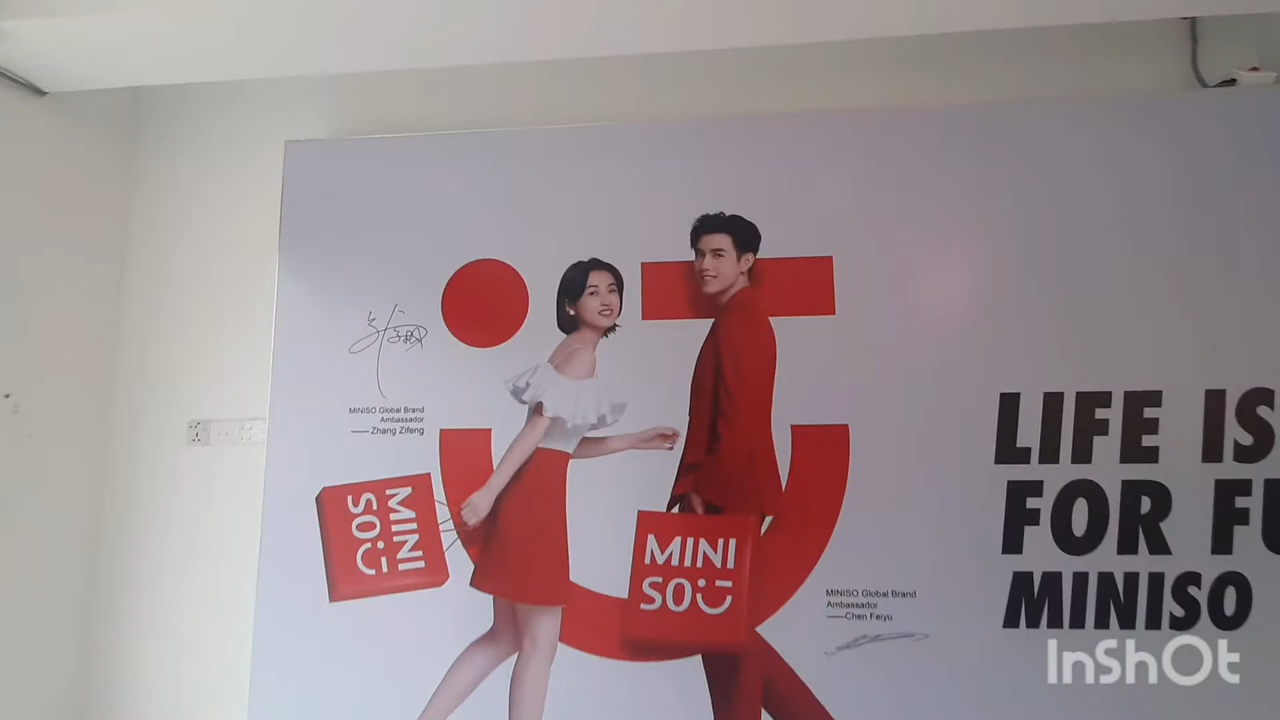 MINISO Global Brand
Ambassador
——Zhang Zifeng
MINI
SO
MINI
SO
MINISO Global Brand
Ambassador
——Chen Feiyu
LIFE IS
FOR FU
MINISO
InShOt